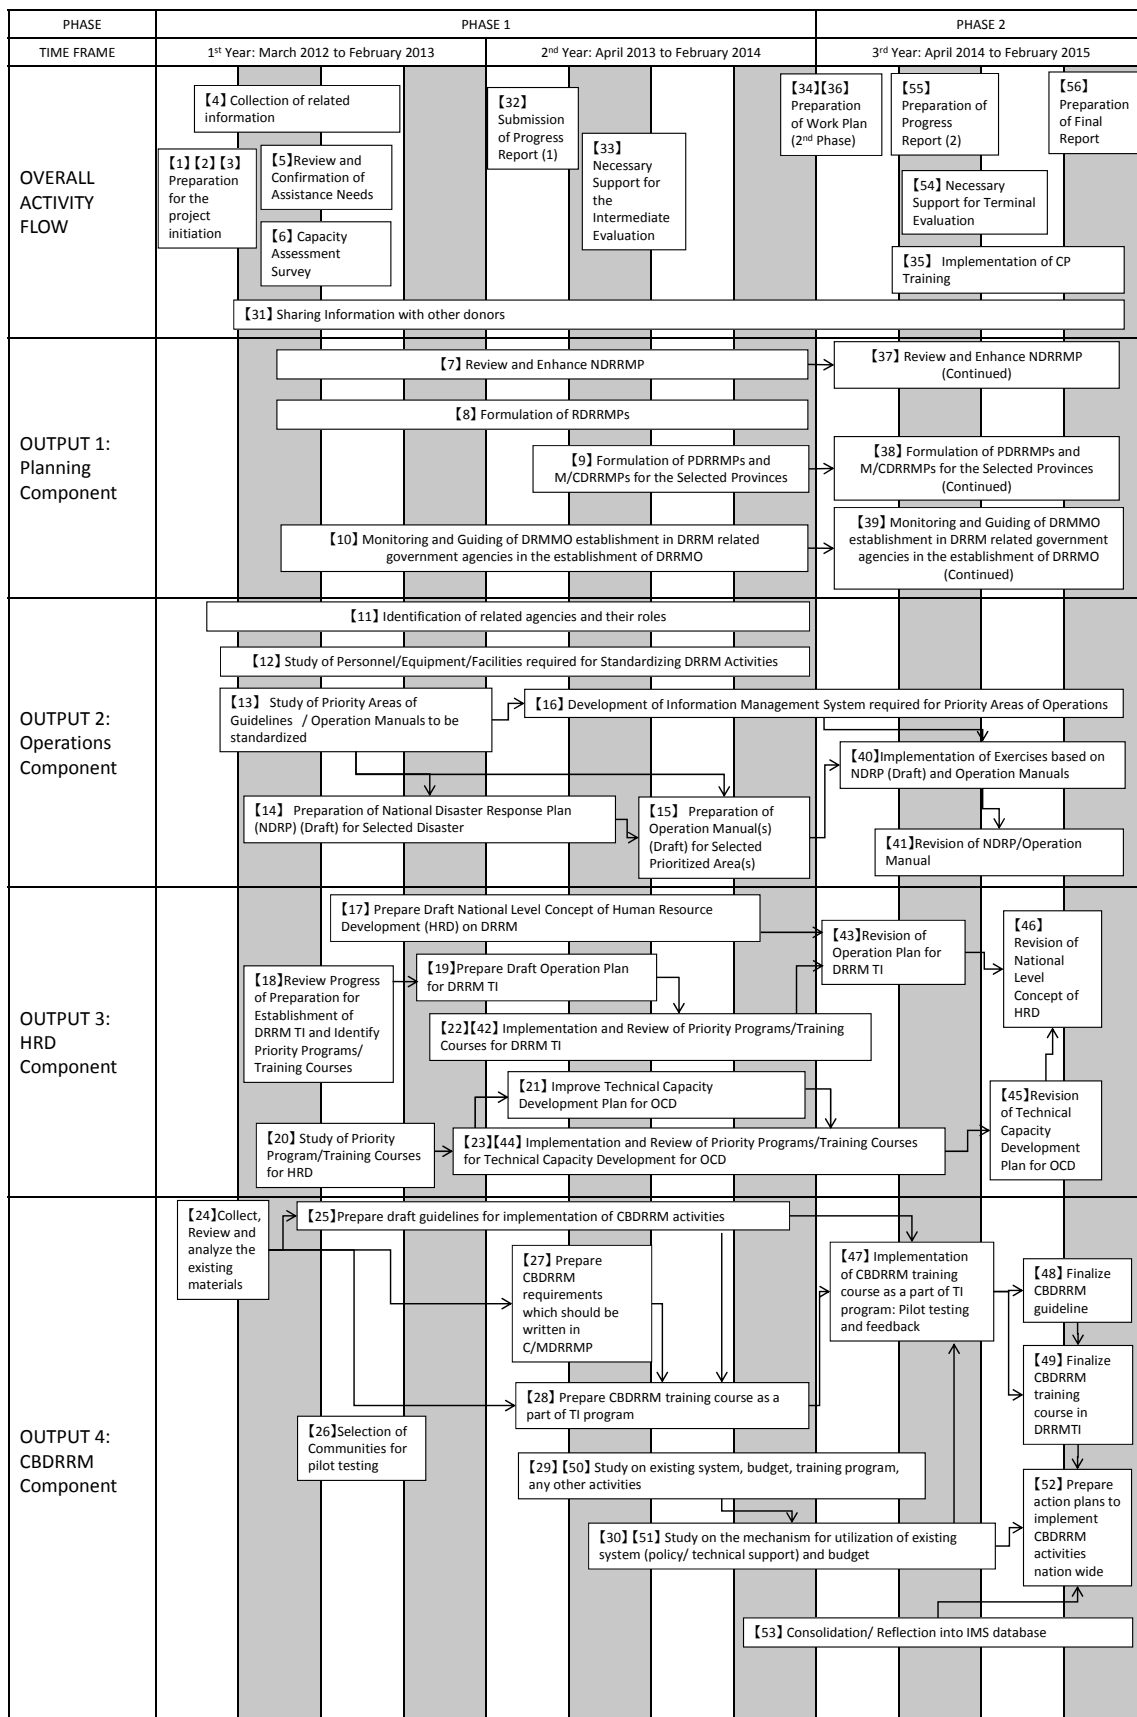 PHASE
PHASE 1
PHASE 2
TIME FRAME
1st Year: March 2012 to February 2013
2nd Year: April 2013 to February 2014
3rd Year: April 2014 to February 2015
OVERALL
ACTIVITY
FLOW
【4】Collection of related
information
【1】【2】【3】
Preparation
for the
project
initiation
【5】Review and
Confirmation of
Assistance Needs
【6】Capacity
Assessment
Survey
【32】
Submission
of Progress
Report (1)
【33】
Necessary
Support for
the
Intermediate
Evaluation
【34】【36】
Preparation
of Work Plan
(2nd Phase)
【55】
Preparation of
Progress
Report (2)
【56】
Preparation
of Final
Report
【54】Necessary
Support for Terminal
Evaluation
【35】 Implementation of CP
Training
【31】Sharing Information with other donors
OUTPUT 1:
Planning
Component
【7】Review and Enhance NDRRMP
【37】Review and Enhance NDRRMP
(Continued)
【8】Formulation of RDRRMPs
【9】Formulation of PDRRMPs and
M/CDRRMPs for the Selected Provinces
【38】Formulation of PDRRMPs and
M/CDRRMPs for the Selected Provinces
(Continued)
【10】Monitoring and Guiding of DRMMO establishment in DRRM related
government agencies in the establishment of DRRMO
【39】Monitoring and Guiding of DRMMO
establishment in DRRM related government
agencies in the establishment of DRRMO
(Continued)
OUTPUT 2:
Operations
Component
【11】Identification of related agencies and their roles
【12】Study of Personnel/Equipment/Facilities required for Standardizing DRRM Activities
【13】 Study of Priority Areas of
Guidelines / Operation Manuals to be
standardized
【16】Development of Information Management System required for Priority Areas of Operations
【40】Implementation of Exercises based on
NDRP (Draft) and Operation Manuals
【14】 Preparation of National Disaster Response Plan
(NDRP) (Draft) for Selected Disaster
【15】 Preparation of
Operation Manual(s)
(Draft) for Selected
Prioritized Area(s)
【41】Revision of NDRP/Operation
Manual
OUTPUT 3:
HRD
Component
【17】Prepare Draft National Level Concept of Human Resource
Development (HRD) on DRRM
【43】Revision of
Operation Plan for
DRRM TI
【46】
Revision of
National
Level
Concept of
HRD
【18】Review Progress
of Preparation for
Establishment of
DRRM TI and Identify
Priority Programs/
Training Courses
【19】Prepare Draft Operation Plan
for DRRM TI
【22】【42】Implementation and Review of Priority Programs/Training
Courses for DRRM TI
【21】Improve Technical Capacity
Development Plan for OCD
【45】Revision
of Technical
Capacity
Development
Plan for OCD
【20】Study of Priority
Program/Training Courses
for HRD
【23】【44】Implementation and Review of Priority Programs/Training Courses
for Technical Capacity Development for OCD
OUTPUT 4:
CBDRRM
Component
【24】Collect,
Review and
analyze the
existing
materials
【25】Prepare draft guidelines for implementation of CBDRRM activities
【27】Prepare
CBDRRM
requirements
which should be
written in
C/MDRRMP
【47】Implementation
of CBDRRM training
course as a part of TI
program: Pilot testing
and feedback
【48】Finalize
CBDRRM
guideline
【28】Prepare CBDRRM training course as a
part of TI program
【49】Finalize
CBDRRM
training
course in
DRRMTI
【26】Selection of
Communities for
pilot testing
【29】【50】Study on existing system, budget, training program,
any other activities
【52】Prepare
action plans to
implement
CBDRRM
activities
nation wide
【30】【51】Study on the mechanism for utilization of existing
system (policy/ technical support) and budget
【53】Consolidation/ Reflection into IMS database